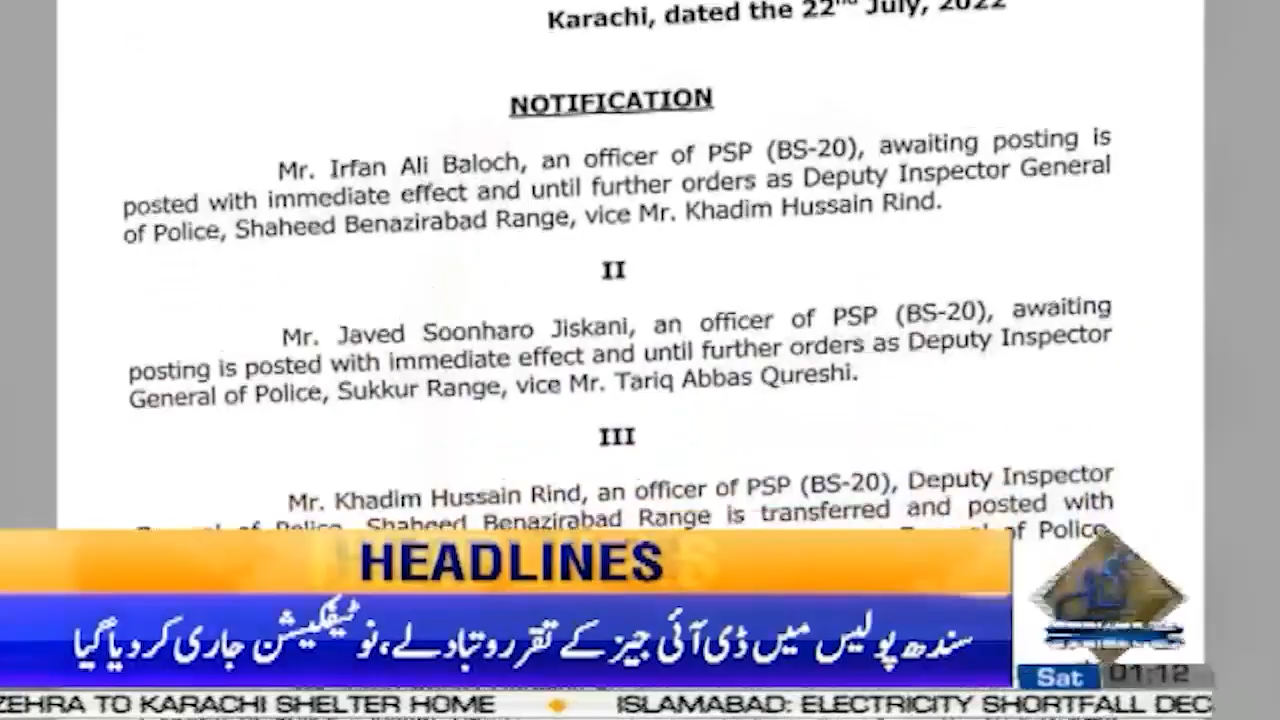 Karachi, dated the 22nd July, 2022
NOTIFICATION
Mr. Irfan Ali Baloch, an officer of PSP (BS-20), awaiting posting is
posted with immediate effect and until further orders as Deputy Inspector General
of Police, Shaheed Benazirabad Range, vice Mr. Khadim Hussain Rind.
II
Mr. Javed Soonharo Jiskani, an officer of PSP (BS-20), awaiting
posting is posted with immediate effect and until further orders as Deputy Inspector
General of Police, Sukkur Range, vice Mr. Tariq Abbas Qureshi.
III
Mr. Khadim Hussain Rind, an officer of PSP (BS-20), Deputy Inspector
of Police, Shaheed Benazirabad Range is transferred and posted with
of Police
HEADLINES
سندھ پولیس میں ڈی آئی جیز کے تقرر و تبادلے، نوٹیفکیشن جاری کر دیا گیا
Sat 01:12
ZEHRA TO KARACHI SHELTER HOME ISLAMABAD: ELECTRICITY SHORTFALL DEC